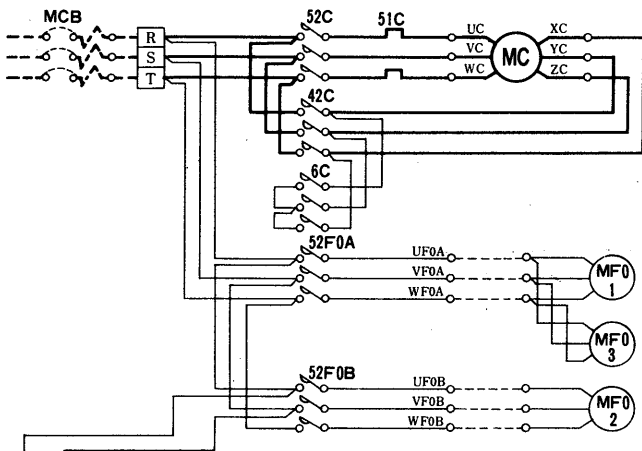 MCB
R
S
T
52C
51C
UC
VC
WC
MC
XC
YC
ZC
42C
6C
52F0A
UF0A
VF0A
WF0A
MF0
1
MF0
3
52F0B
UF0B
VF0B
WF0B
MF0
2